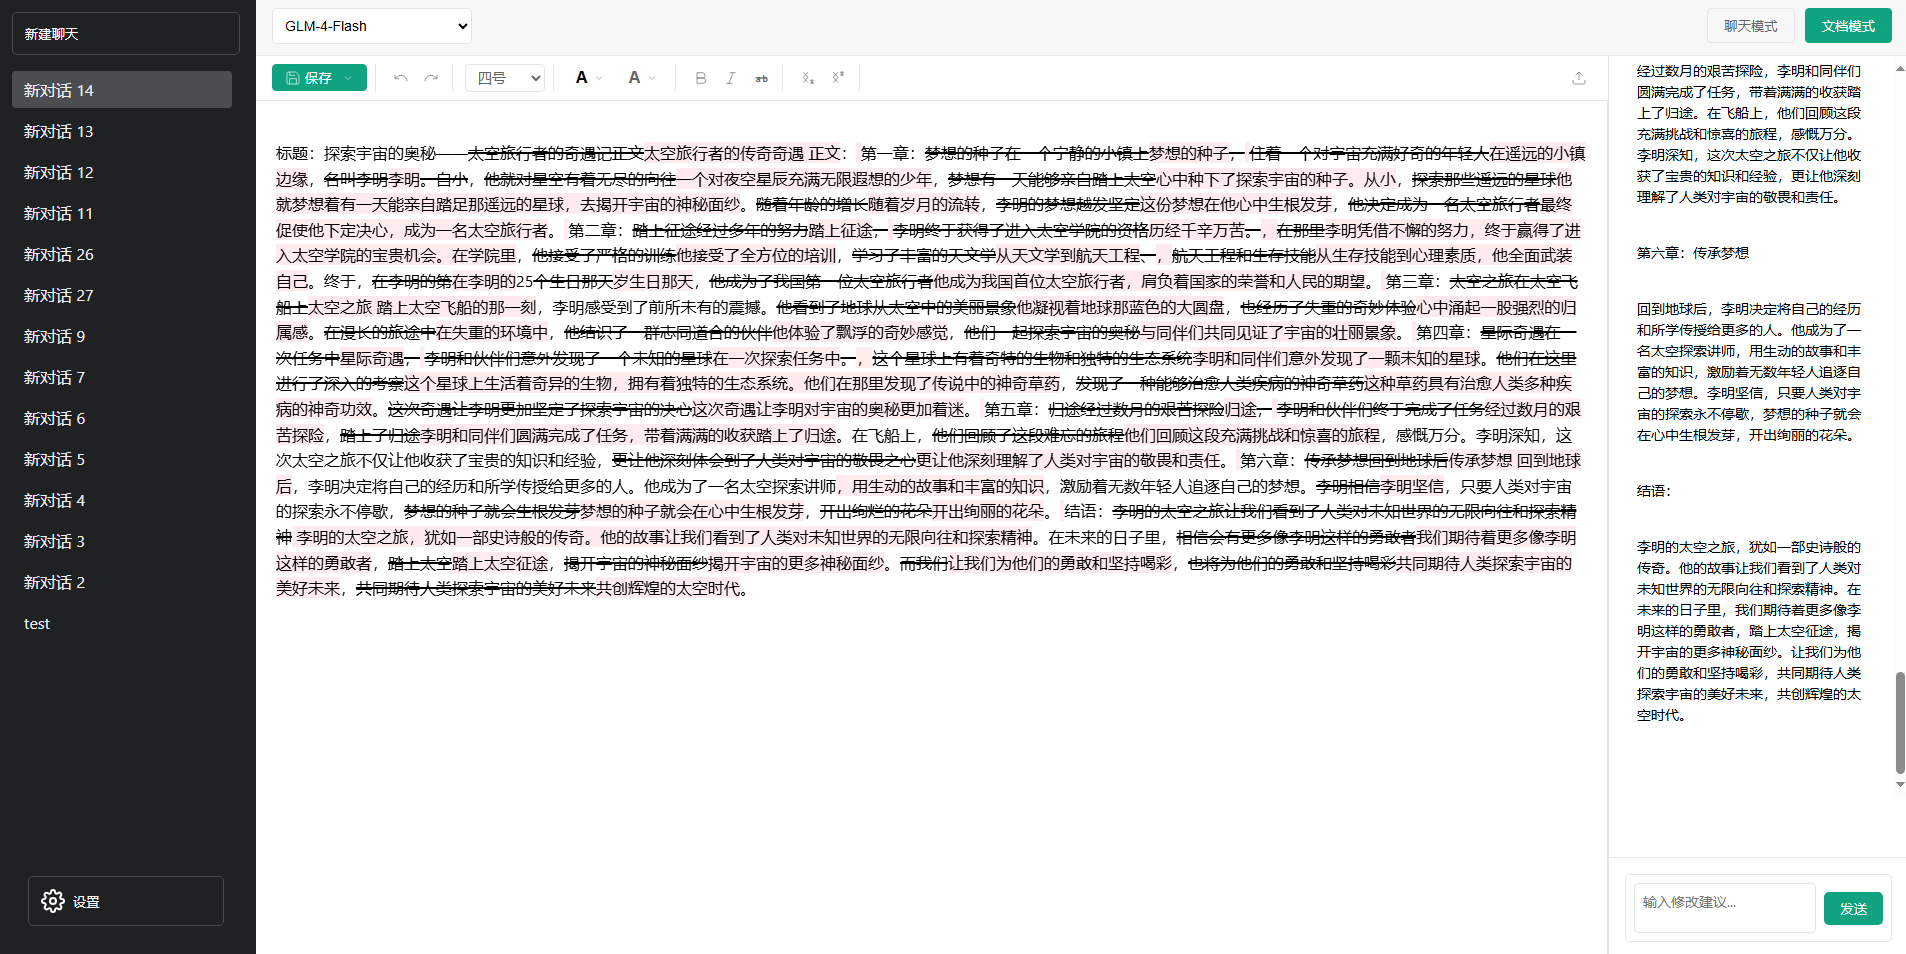 新建聊天
新对话 14
新对话 13
新对话 12
新对话 11
新对话 26
新对话 27
新对话 9
新对话 7
新对话 6
新对话 5
新对话 4
新对话 3
新对话 2
test
设置
GLM-4-Flash
聊天模式
文档模式
保存
四号
A
A
B
I
ab
X₂
X²
标题：探索宇宙的奥秘——太空旅行者的奇遇记正文太空旅行者的传奇奇遇 正文：第一章：梦想的种子在一个宁静的小镇上梦想的种子，住着一个对宇宙充满好奇的年轻人在遥远的小镇
边缘，名叫李明李明。自小，他就对星空有着无尽的向往一个对夜空星辰充满无限遐想的少年，梦想有一天能够亲自踏上太空心中种下了探索宇宙的种子。从小，探索那些遥远的星球他
就梦想着有一天能亲自踏足那遥远的星球，去揭开宇宙的神秘面纱。随着年龄的增长随着岁月的流转，李明的梦想越发坚定这份梦想在他心中生根发芽，他决定成为一名太空旅行者最终
促使他下定决心，成为一名太空旅行者。第二章：踏上征途经过多年的努力踏上征途，李明终于获得了进入太空学院的资格历经千辛万苦。，在那里李明凭借不懈的努力，终于赢得了进
入太空学院的宝贵机会。在学院里，他接受了严格的训练他接受了全方位的培训，学习了丰富的天文学从天文学到航天工程、，航天工程和生存技能从生存技能到心理素质，他全面武装
自己。终于，在李明的第在李明的25个生日那天岁生日那天，他成为了我国第一位太空旅行者他成为我国首位太空旅行者，肩负着国家的荣誉和人民的期望。第三章：太空之旅在太空飞
船上太空之旅 踏上太空飞船的那一刻，李明感受到了前所未有的震撼。他看到了地球从太空中的美丽景象他凝视着地球那蓝色的大圆盘，也经历了失重的奇妙体验心中涌起一股强烈的归
属感。在漫长的旅途中在失重的环境中，他结识了一群志同道合的伙伴他体验了飘浮的奇妙感觉，他们一起探索宇宙的奥秘与同伴们共同见证了宇宙的壮丽景象。第四章：星际奇遇在一
次任务中星际奇遇，李明和伙伴们意外发现了一个未知的星球在一次探索任务中。，这个星球上有着奇特的生物和独特的生态系统李明和同伴们意外发现了一颗未知的星球。他们在这里
进行了深入的考察这个星球上生活着奇异的生物，拥有着独特的生态系统。他们在那里发现了传说中的神奇草药，发现了一种能够治愈人类疾病的神奇草药这种草药具有治愈人类多种疾
病的神奇功效。这次奇遇让李明更加坚定了探索宇宙的决心这次奇遇让李明对宇宙的奥秘更加着迷。第五章：归途经过数月的艰苦探险归途，李明和伙伴们终于完成了任务经过数月的艰
苦探险，踏上了归途李明和同伴们圆满完成了任务，带着满满的收获踏上了归途。在飞船上，他们回顾了这段难忘的旅程他们回顾这段充满挑战和惊喜的旅程，感慨万分。李明深知，这
次太空之旅不仅让他收获了宝贵的知识和经验，更让他深刻体会到了人类对宇宙的敬畏之心更让他深刻理解了人类对宇宙的敬畏和责任。第六章：传承梦想回到地球后传承梦想 回到地球
后，李明决定将自己的经历和所学传授给更多的人。他成为了一名太空探索讲师，用生动的故事和丰富的知识，激励着无数年轻人追逐自己的梦想。李明相信李明坚信，只要人类对宇宙
的探索永不停歇，梦想的种子就会生根发芽梦想的种子就会在心中生根发芽，开出绚烂的花朵开出绚丽的花朵。结语：李明的太空之旅让我们看到了人类对未知世界的无限向往和探索精
神 李明的太空之旅，犹如一部史诗般的传奇。他的故事让我们看到了人类对未知世界的无限向往和探索精神。在未来的日子里，相信会有更多像李明这样的勇敢者我们期待着更多像李明
这样的勇敢者，踏上太空踏上太空征途，揭开宇宙的神秘面纱揭开宇宙的更多神秘面纱。而我们让我们为他们的勇敢和坚持喝彩，也将为他们的勇敢和坚持喝彩共同期待人类探索宇宙的
美好未来，共同期待人类探索宇宙的美好未来共创辉煌的太空时代。
经过数月的艰苦探险，李明和同伴们
圆满完成了任务，带着满满的收获踏
上了归途。在飞船上，他们回顾这段
充满挑战和惊喜的旅程，感慨万分。
李明深知，这次太空之旅不仅让他收
获了宝贵的知识和经验，更让他深刻
理解了人类对宇宙的敬畏和责任。
第六章：传承梦想
回到地球后，李明决定将自己的经历
和所学传授给更多的人。他成为了一
名太空探索讲师，用生动的故事和丰
富的知识，激励着无数年轻人追逐自
己的梦想。李明坚信，只要人类对宇
宙的探索永不停歇，梦想的种子就会
在心中生根发芽，开出绚丽的花朵。
结语：
李明的太空之旅，犹如一部史诗般的
传奇。他的故事让我们看到了人类对
未知世界的无限向往和探索精神。在
未来的日子里，我们期待着更多像李
明这样的勇敢者，踏上太空征途，揭
开宇宙的更多神秘面纱。让我们为他
们的勇敢和坚持喝彩，共同期待人类
探索宇宙的美好未来，共创辉煌的太
空时代。
输入修改建议...
发送